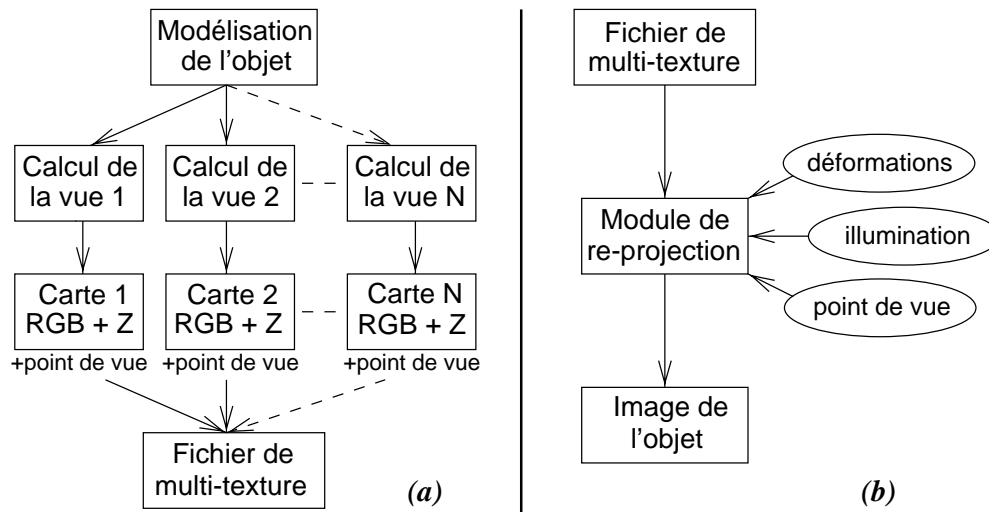 Modélisation
de l'objet
Calcul de
la vue 1
Calcul de
la vue 2
Calcul de
la vue N
Carte 1
RGB + Z
Carte 2
RGB + Z
Carte N
RGB + Z
+point de vue
+point de vue
+point de vue
Fichier de
multi-texture
(a)
Fichier de
multi-texture
déformations
Module de
re-projection
illumination
point de vue
Image de
l'objet
(b)